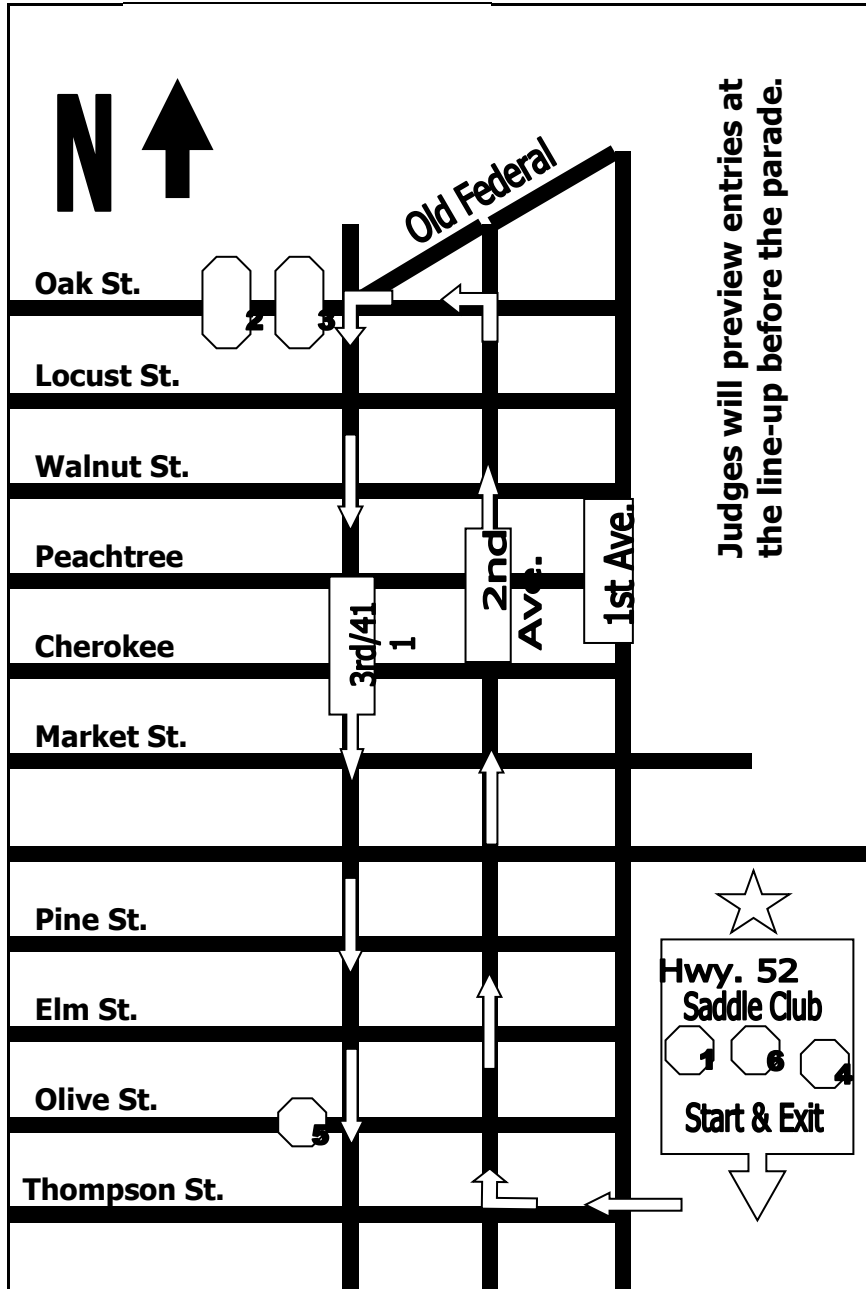 N
Old Federal
Judges will preview entries at
the line-up before the parade.
Oak St.
2
3
Locust St.
Walnut St.
Peachtree
2nd
Ave.
1st Ave.
Cherokee
3rd/41
1
Market St.
Pine St.
Hwy. 52
Saddle Club
Elm St.
1
6
4
Olive St.
5
Start & Exit
Thompson St.